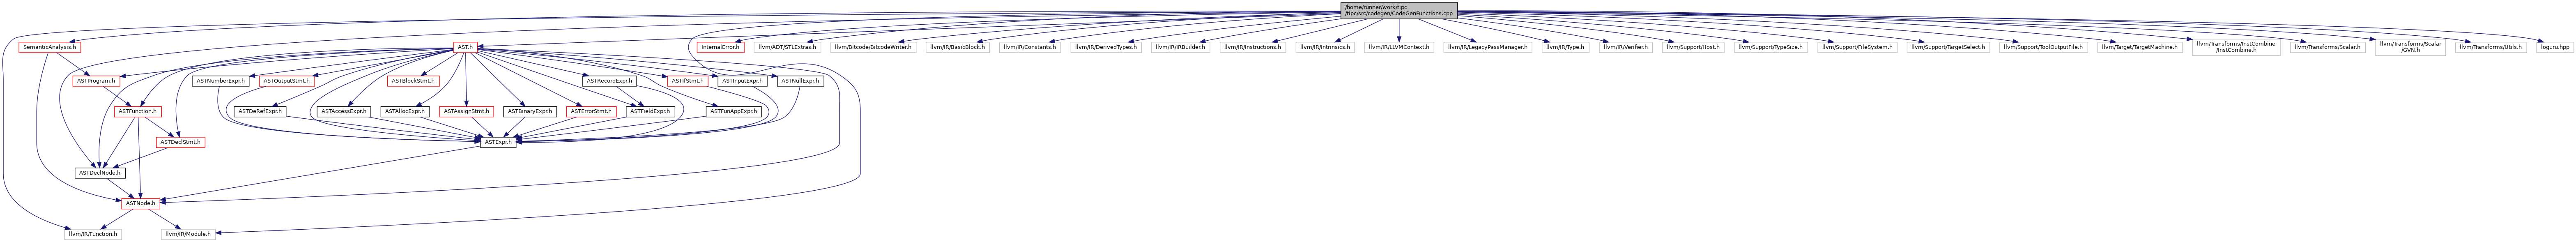 /home/runner/work/tipc
/tipc/src/codegen/CodeGenFunctions.cpp
SemanticAnalysis.h
AST.h
InternalError.h
llvm/ADT/STLExtras.h
llvm/Bitcode/BitcodeWriter.h
llvm/IR/BasicBlock.h
llvm/IR/Constants.h
llvm/IR/DerivedTypes.h
llvm/IR/IRBuilder.h
llvm/IR/Instructions.h
llvm/IR/Intrinsics.h
llvm/IR/LLVMContext.h
llvm/IR/LegacyPassManager.h
llvm/IR/Type.h
llvm/IR/Verifier.h
llvm/Support/Host.h
llvm/Support/TypeSize.h
llvm/Support/FileSystem.h
llvm/Support/TargetSelect.h
llvm/Support/ToolOutputFile.h
llvm/Target/TargetMachine.h
llvm/Transforms/InstCombine
/InstCombine.h
llvm/Transforms/Scalar.h
llvm/Transforms/Scalar
/GVN.h
llvm/Transforms/Utils.h
loguru.hpp
ASTProgram.h
ASTNumberExpr.h
ASTOutputStmt.h
ASTBlockStmt.h
ASTRecordExpr.h
ASTIfStmt.h
ASTInputExpr.h
ASTNullExpr.h
ASTFunction.h
ASTDeRefExpr.h
ASTAccessExpr.h
ASTAllocExpr.h
ASTAssignStmt.h
ASTBinaryExpr.h
ASTErrorStmt.h
ASTFieldExpr.h
ASTFunAppExpr.h
ASTDeclStmt.h
ASTExpr.h
ASTDeclNode.h
ASTNode.h
llvm/IR/Function.h
llvm/IR/Module.h